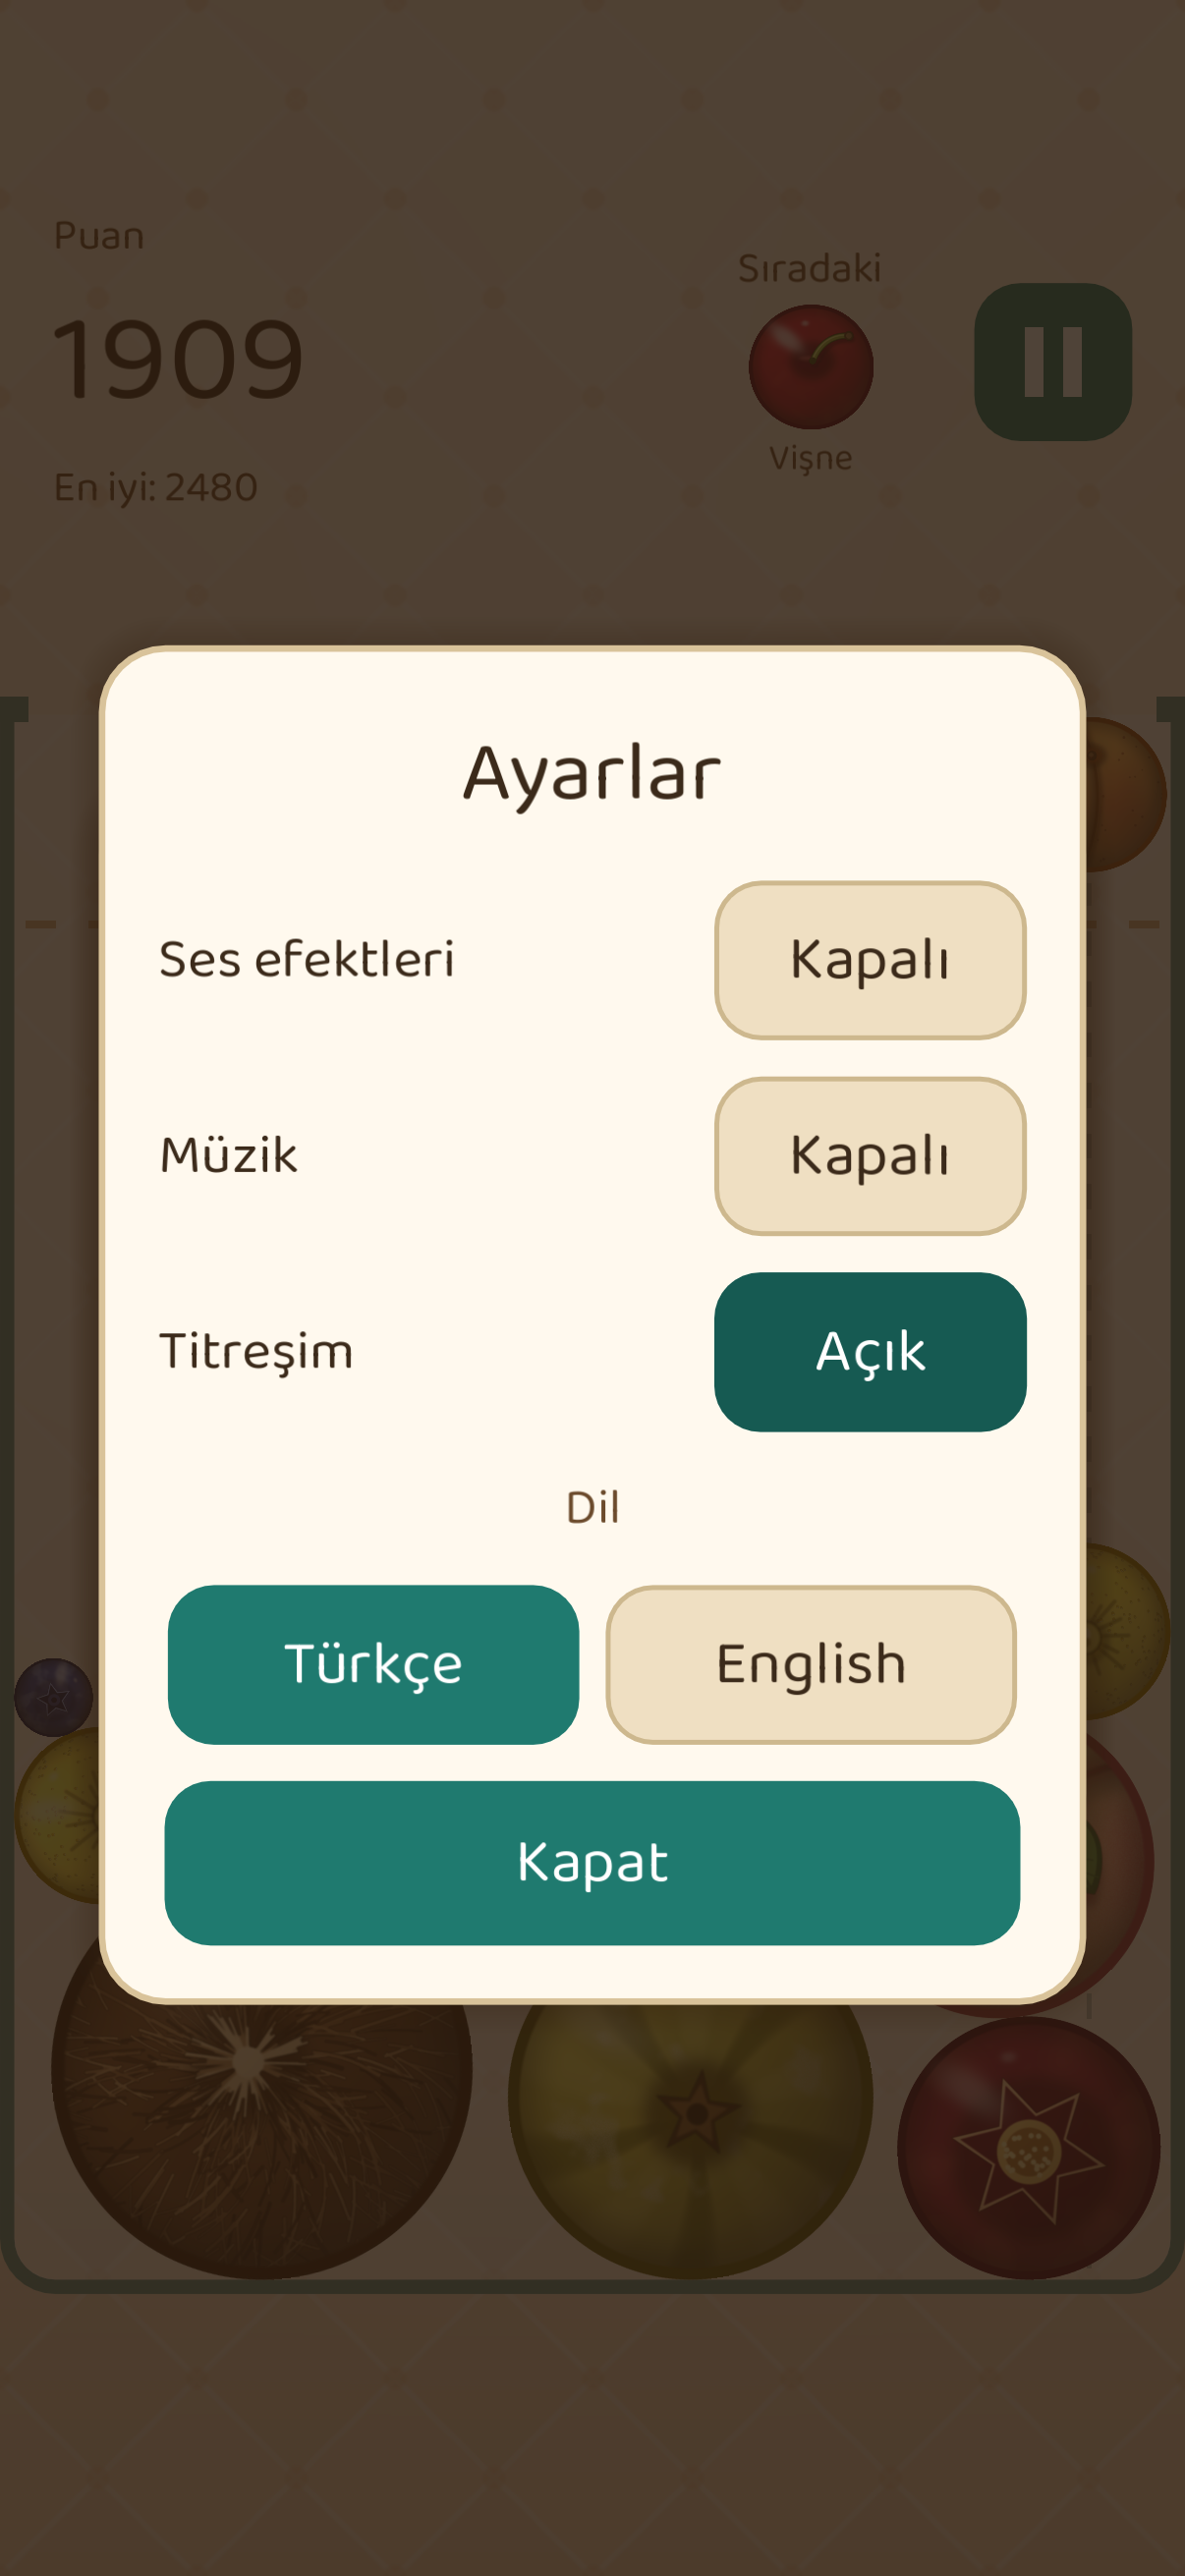 Puan
1909
En iyi: 2480
Sıradaki
Vişne
Ayarlar
Ses efektleri
Kapalı
Müzik
Kapalı
Titreşim
Açık
Dil
Türkçe
English
Kapat